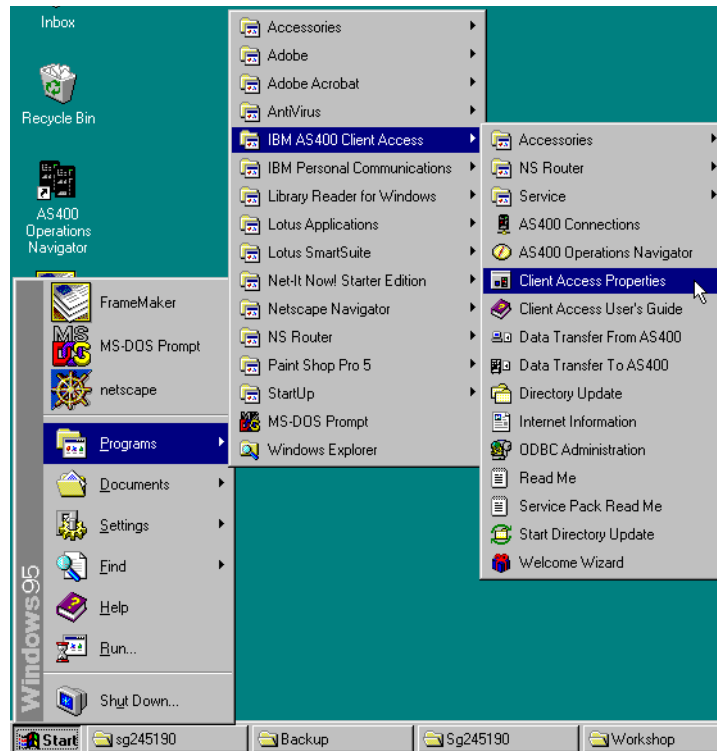 Inbox
Recycle Bin
AS400
Operations
Navigator
FrameMaker
MS-DOS Prompt
netscape
Programs
Documents
Settings
Find
Help
Run...
Shut Down...
Windows95
Accessories
Adobe
Adobe Acrobat
AntiVirus
IBM AS400 Client Access
IBM Personal Communications
Library Reader for Windows
Lotus Applications
Lotus SmartSuite
Net-It Now! Starter Edition
Netscape Navigator
NS Router
Paint Shop Pro 5
StartUp
MS-DOS Prompt
Windows Explorer
Accessories
NS Router
Service
AS400 Connections
AS400 Operations Navigator
Client Access Properties
Client Access User's Guide
Data Transfer From AS400
Data Transfer To AS400
Directory Update
Internet Information
ODBC Administration
Read Me
Service Pack Read Me
Start Directory Update
Welcome Wizard
Start
sg245190
Backup
Sg245190
Workshop